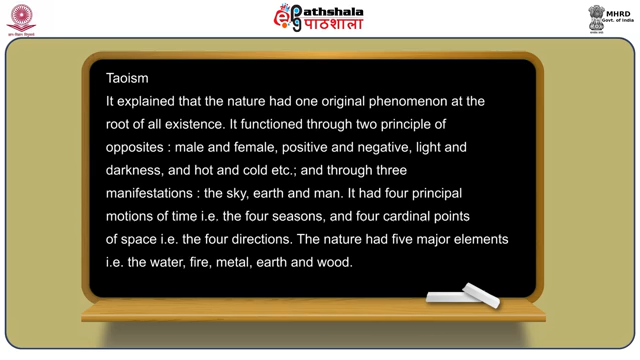 Pathshala
पाठशाला
MHRD
Govt. of India
Taoism
It explained that the nature had one original phenomenon at the
root of all existence. It functioned through two principle of
opposites : male and female, positive and negative, light and
darkness, and hot and cold etc.; and through three
manifestations : the sky, earth and man. It had four principal
motions of time i.e. the four seasons, and four cardinal points
of space i.e. the four directions. The nature had five major elements
i.e. the water, fire, metal, earth and wood.